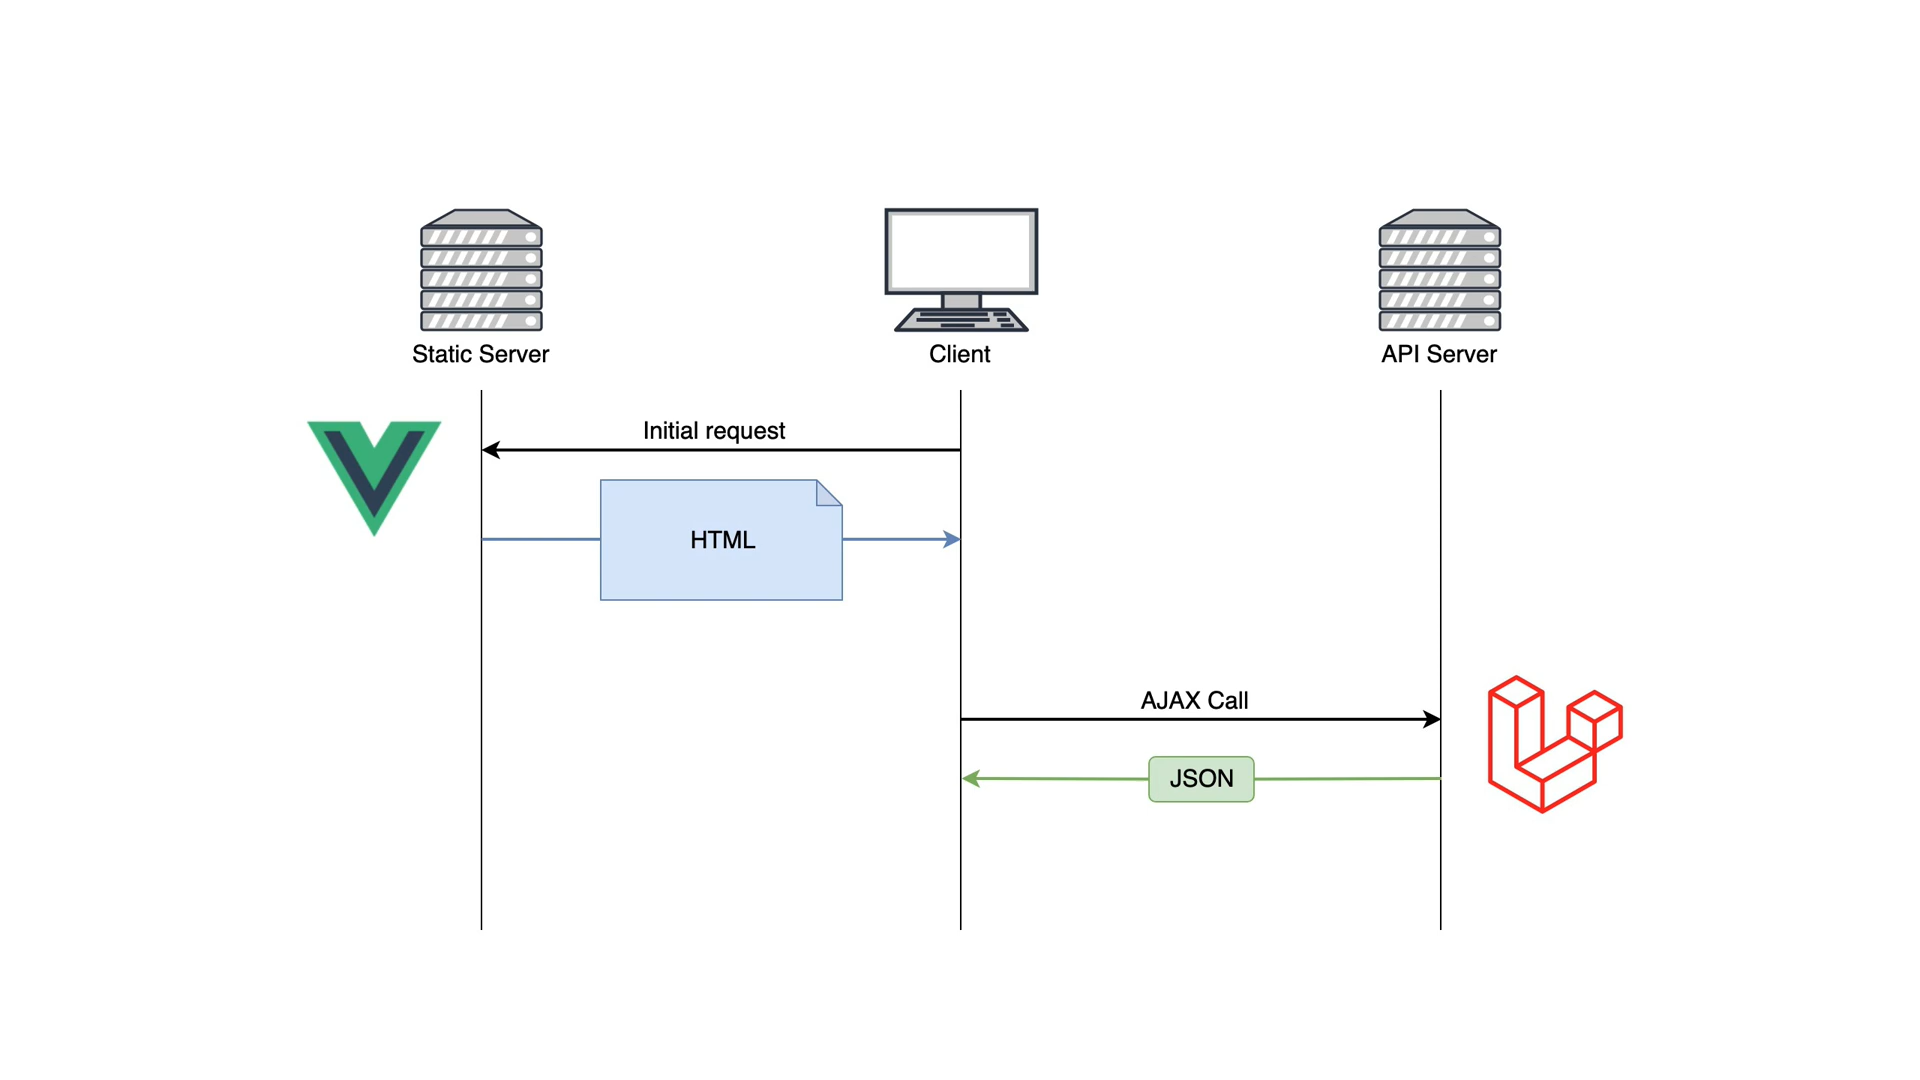 Static Server
Client
API Server
Initial request
HTML
AJAX Call
JSON